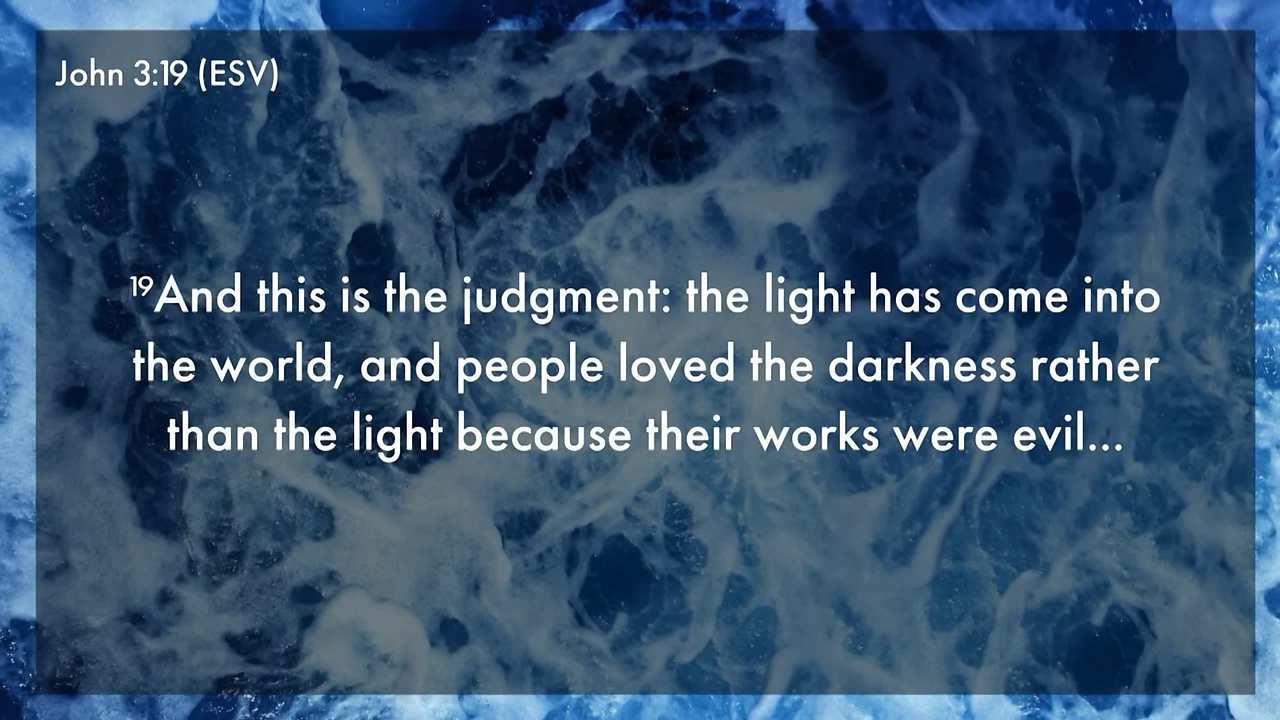 John 3:19 (ESV)
¹⁹And this is the judgment: the light has come into
the world, and people loved the darkness rather
than the light because their works were evil...